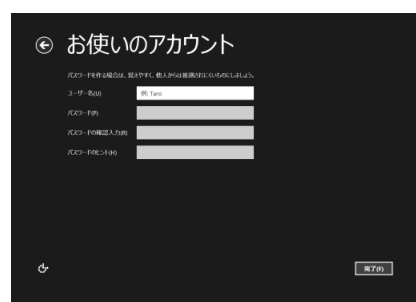 お使いのアカウント
パスワードを作る場合は、覚えやすく、他人からは推測されにくいものにしましょう。
ユーザー名(U)
例: Taro
パスワード(P)
パスワードの確認入力(R)
パスワードのヒント(H)
完了(F)